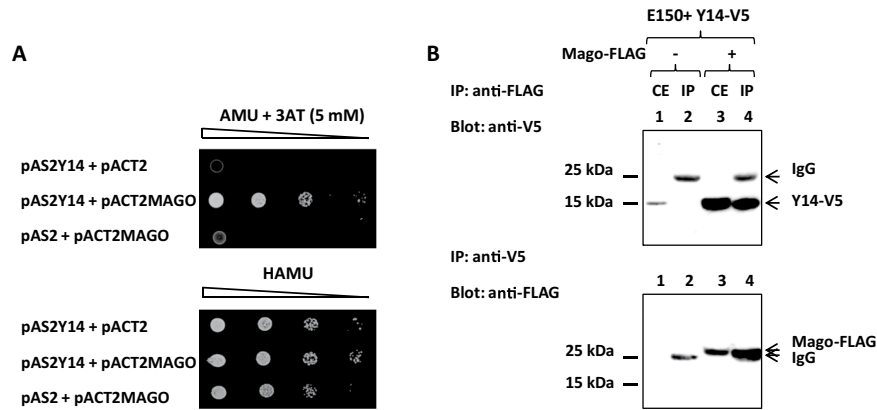 A
AMU + 3AT (5 mM)
pAS2Y14 + pACT2
pAS2Y14 + pACT2MAGO
pAS2 + pACT2MAGO
HAMU
pAS2Y14 + pACT2
pAS2Y14 + pACT2MAGO
pAS2 + pACT2MAGO
B
E150+ Y14-V5
Mago-FLAG - +
IP: anti-FLAG CE IP CE IP
Blot: anti-V5 1 2 3 4
25 kDa IgG
15 kDa Y14-V5
IP: anti-V5
Blot: anti-FLAG 1 2 3 4
25 kDa Mago-FLAG
IgG
15 kDa